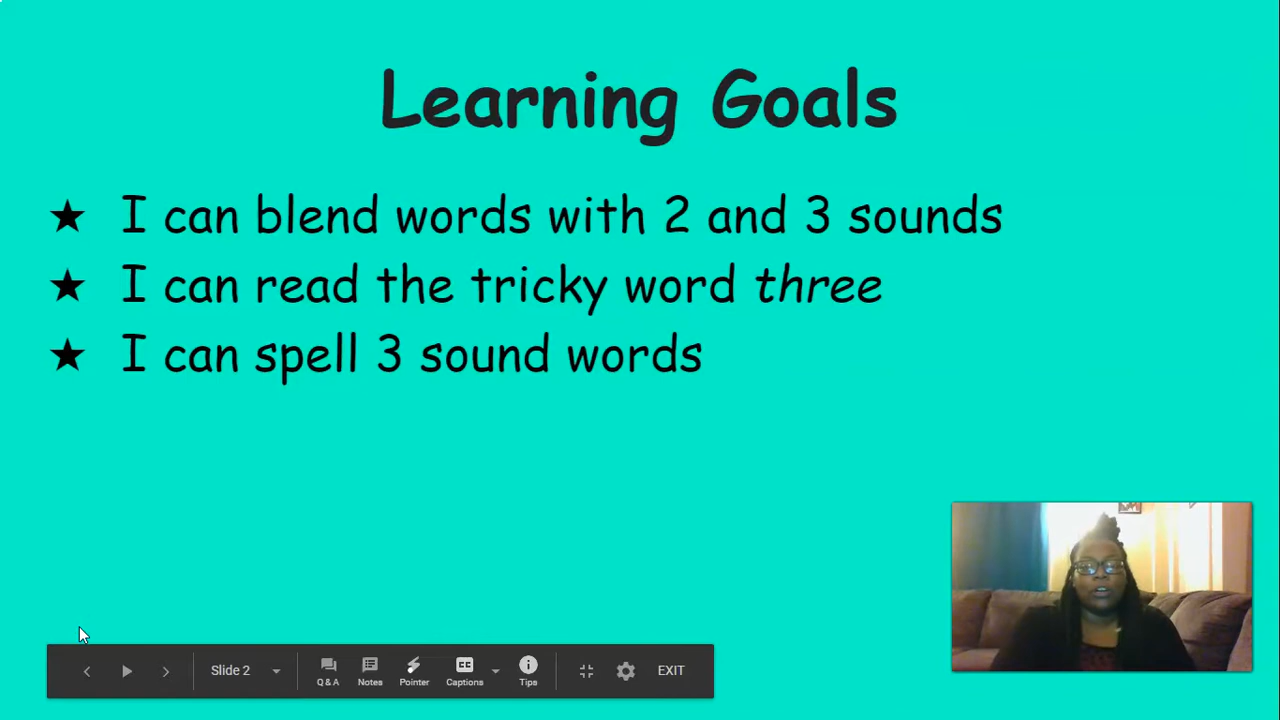 Learning Goals
★ I can blend words with 2 and 3 sounds
★ I can read the tricky word three
★ I can spell 3 sound words
Slide 2
Q & A
Notes
Pointer
CC
Captions
Tips
EXIT